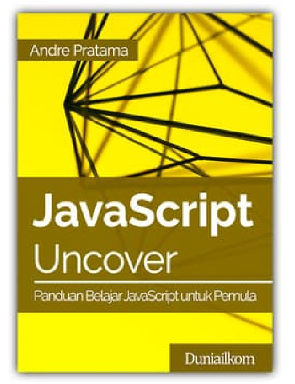 Andre Pratama
JavaScript
Uncover
Panduan Belajar JavaScript untuk Pemula
Duniailkom